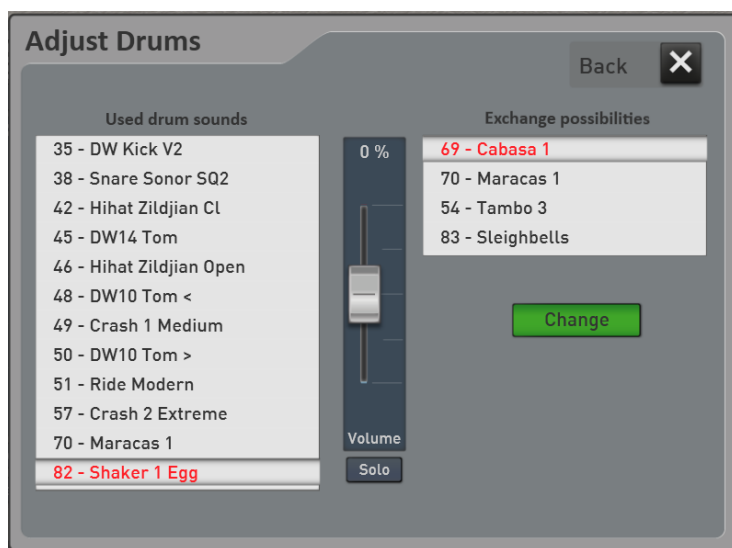 Adjust Drums
Back
Used drum sounds
35 - DW Kick V2
38 - Snare Sonor SQ2
42 - Hihat Zildjian Cl
45 - DW14 Tom
46 - Hihat Zildjian Open
48 - DW10 Tom <
49 - Crash 1 Medium
50 - DW10 Tom >
51 - Ride Modern
57 - Crash 2 Extreme
70 - Maracas 1
82 - Shaker 1 Egg
0 %
Volume
Solo
Exchange possibilities
69 - Cabasa 1
70 - Maracas 1
54 - Tambo 3
83 - Sleighbells
Change